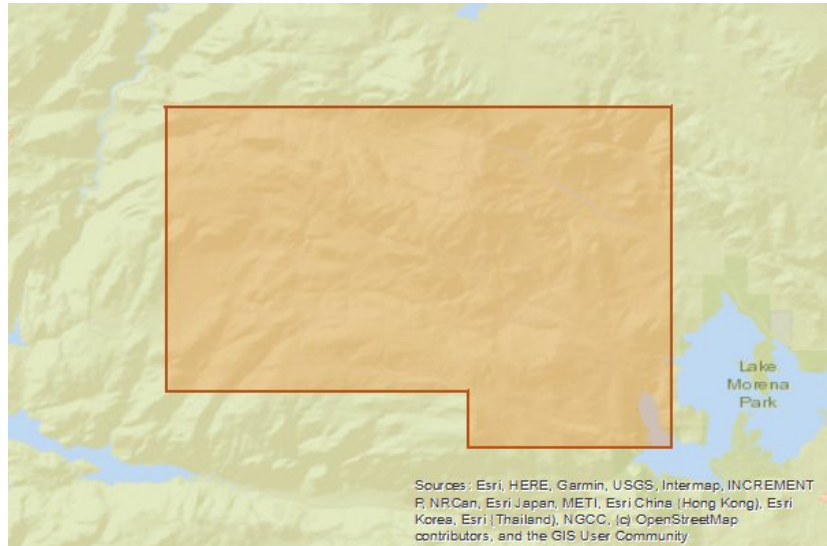 Lake
Morena
Park
Sources: Esri, HERE, Garmin, USGS, Intermap, INCREMENT
P, NRCan, Esri Japan, METI, Esri China (Hong Kong), Esri
Korea, Esri (Thailand), NGCC, (c) OpenStreetMap
contributors, and the GIS User Community